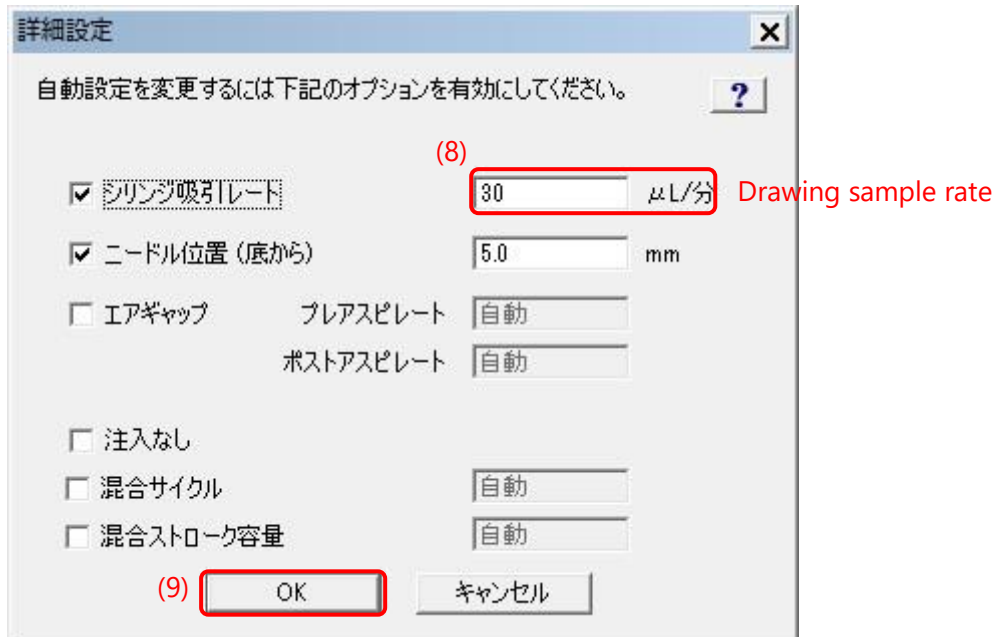 詳細設定
自動設定を変更するには下記のオプションを有効にしてください。 ?
(8)
シリンジ吸引レート 30 μL/分 Drawing sample rate
ニードル位置(底から) 5.0 mm
エアギャップ プレアスピレート 自動
ポストアスピレート 自動
注入なし
混合サイクル 自動
混合ストローク容量 自動
(9) OK キャンセル